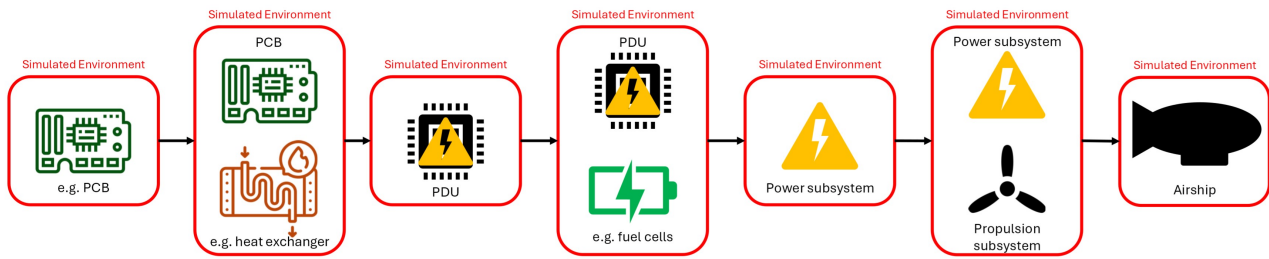 Simulated Environment
e.g. PCB
Simulated Environment
PCB
e.g. heat exchanger
Simulated Environment
PDU
Simulated Environment
PDU
e.g. fuel cells
Simulated Environment
Power subsystem
Simulated Environment
Power subsystem
Propulsion
subsystem
Simulated Environment
Airship